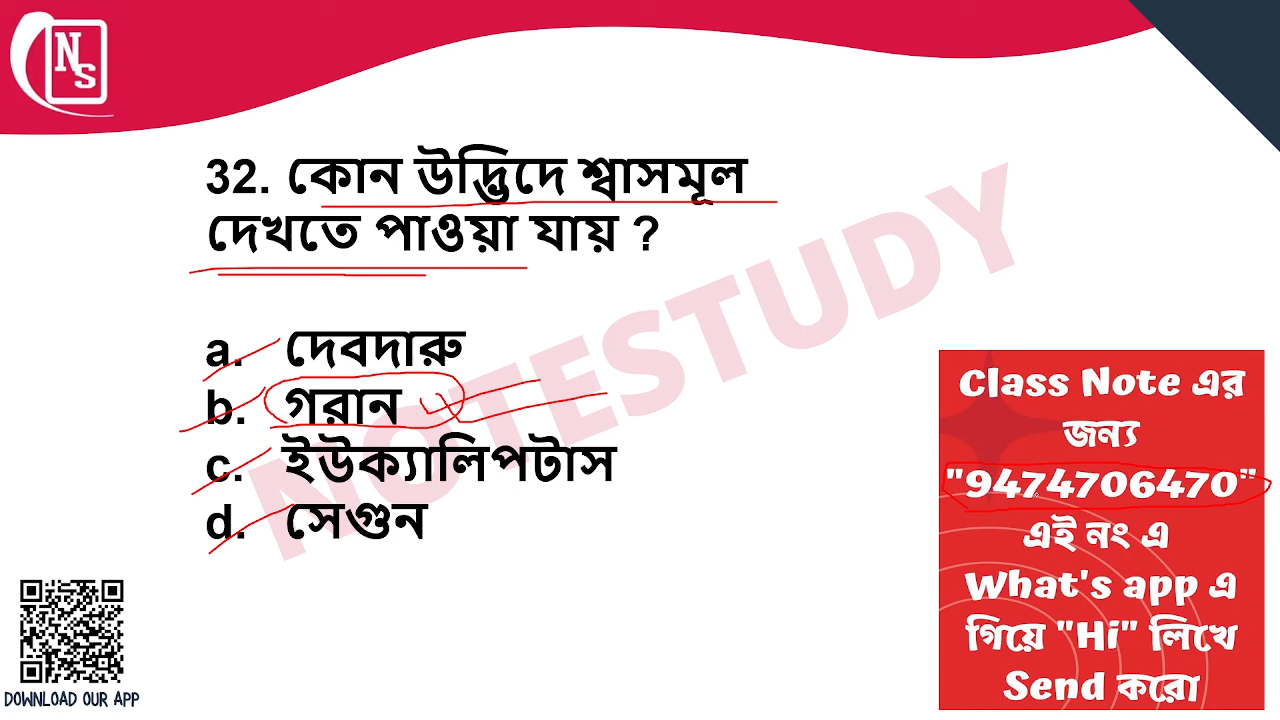 NS
32. কোন উদ্ভিদে শ্বাসমূল
দেখতে পাওয়া যায় ?
a. দেবদারু
b. গরান
c. ইউক্যালিপটাস
d. সেগুন
NOTESTUDY
Class Note এর
জন্য
"9474706470"
এই নং এ
What's app এ
গিয়ে "Hi" লিখে
Send করো
DOWNLOAD OUR APP